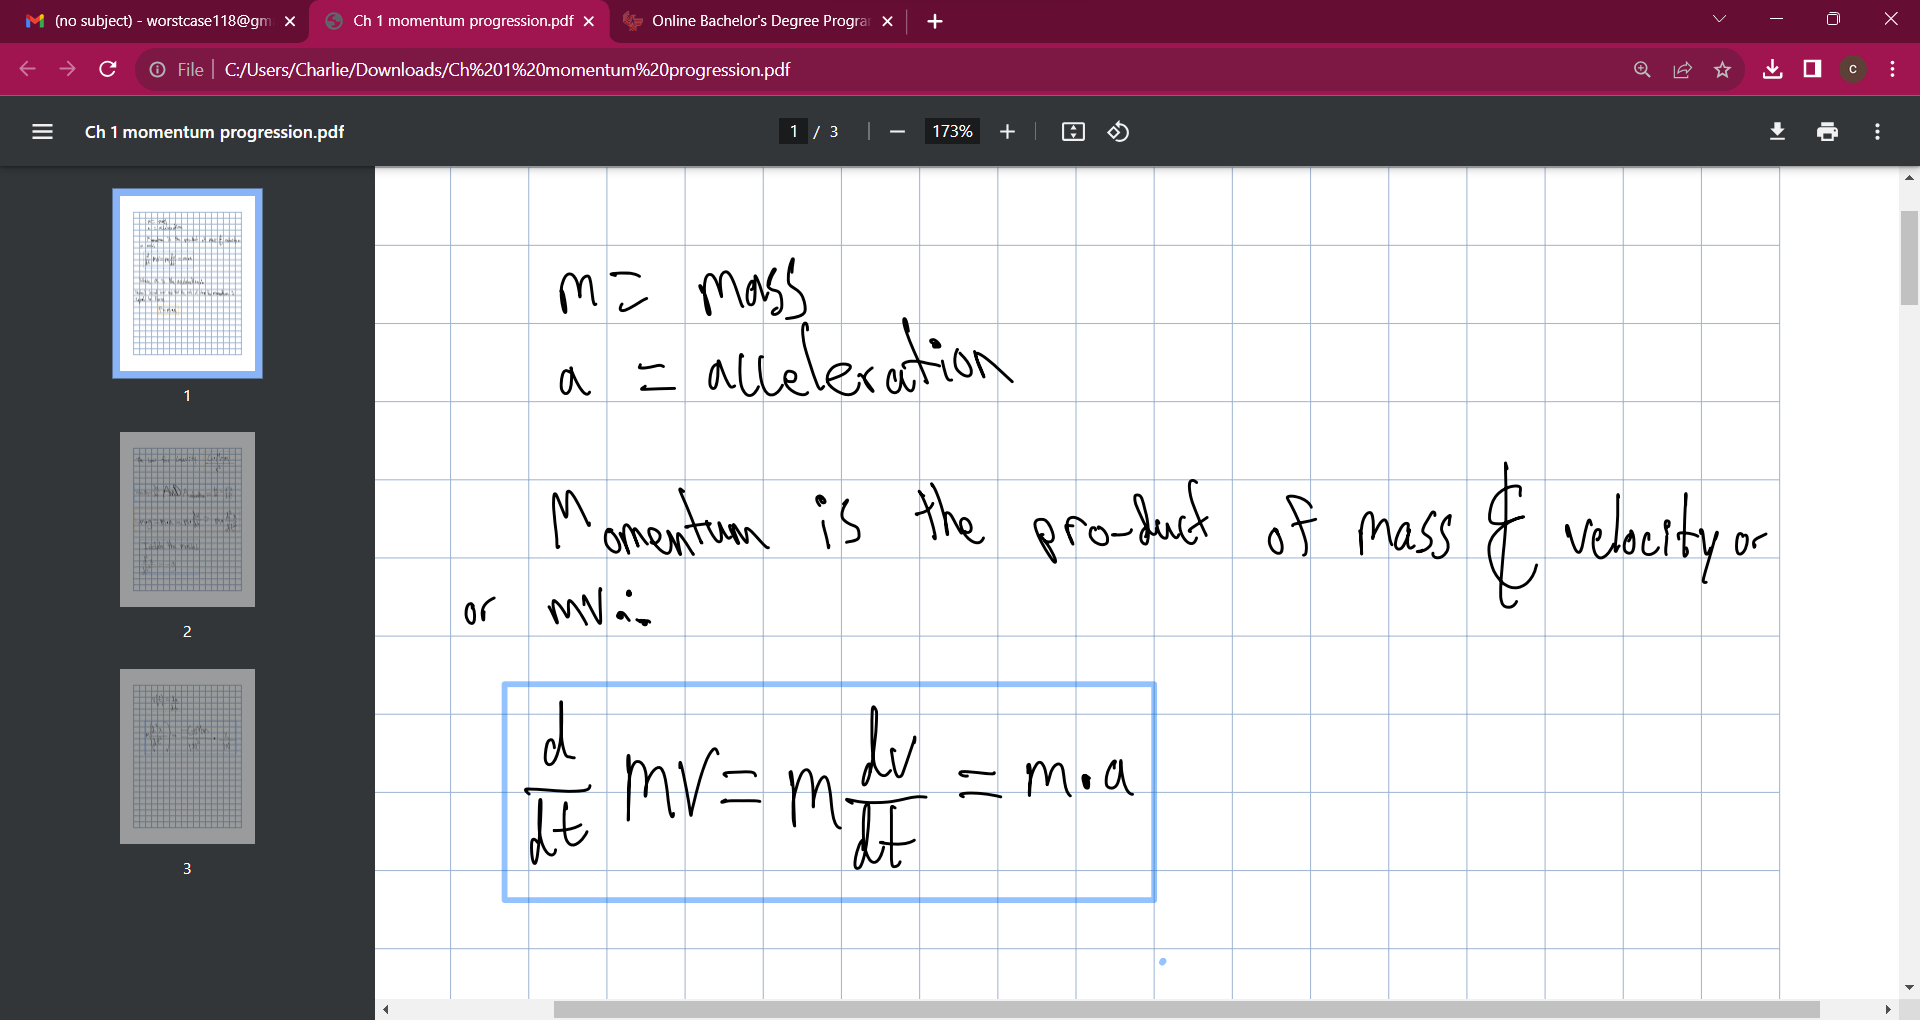 (no subject) - worstcase118@gm
Ch 1 momentum progression.pdf
Online Bachelor's Degree Progra
File
C:/Users/Charlie/Downloads/Ch%201%20momentum%20progression.pdf
c
Ch 1 momentum progression.pdf
1 / 3
173%
1
2
3
m = mass
a = acceleration
Momentum is the pro-duct of mass & velocity or
or mv:
d/dt mv = m dv/dt = m·a